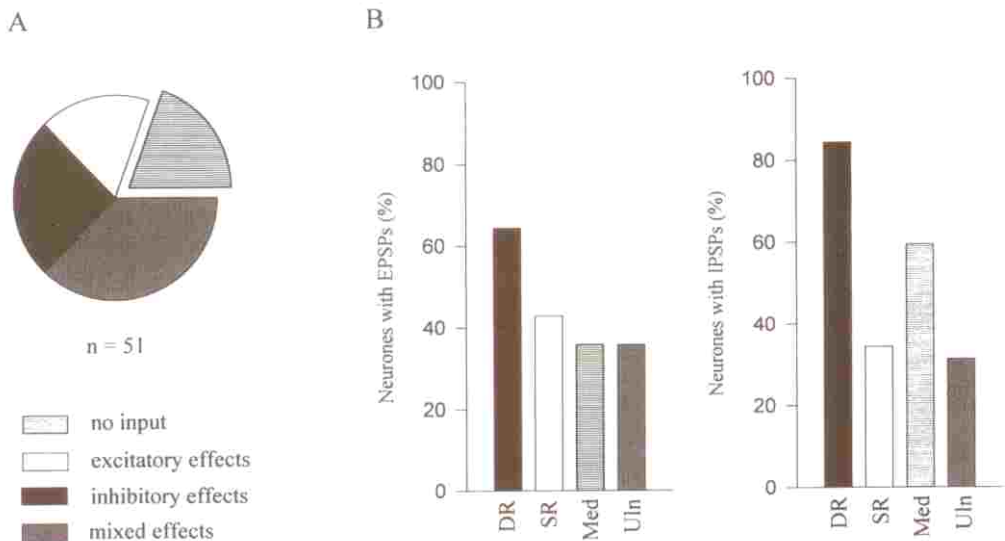 A
B
n = 51
no input
excitatory effects
inhibitory effects
mixed effects
Neurones with EPSPs (%)
100
80
60
40
20
0
DR
SR
Med
Uln
Neurones with IPSPs (%)
100
80
60
40
20
0
DR
SR
Med
Uln